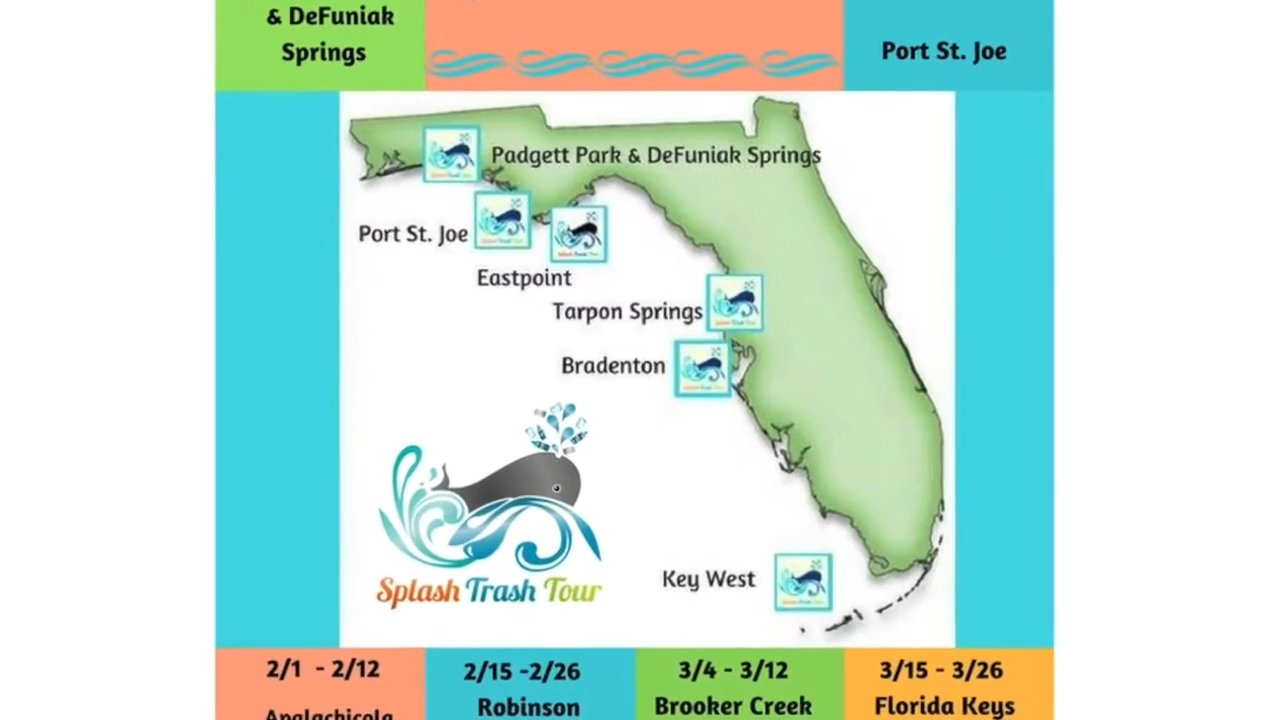 & DeFuniak
Springs
Port St. Joe
Padgett Park & DeFuniak Springs
Port St. Joe
Eastpoint
Tarpon Springs
Bradenton
Splash Trash Tour
Key West
2/1 - 2/12
2/15 -2/26
3/4 - 3/12
3/15 - 3/26
Apalachicola
Robinson
Brooker Creek
Florida Keys